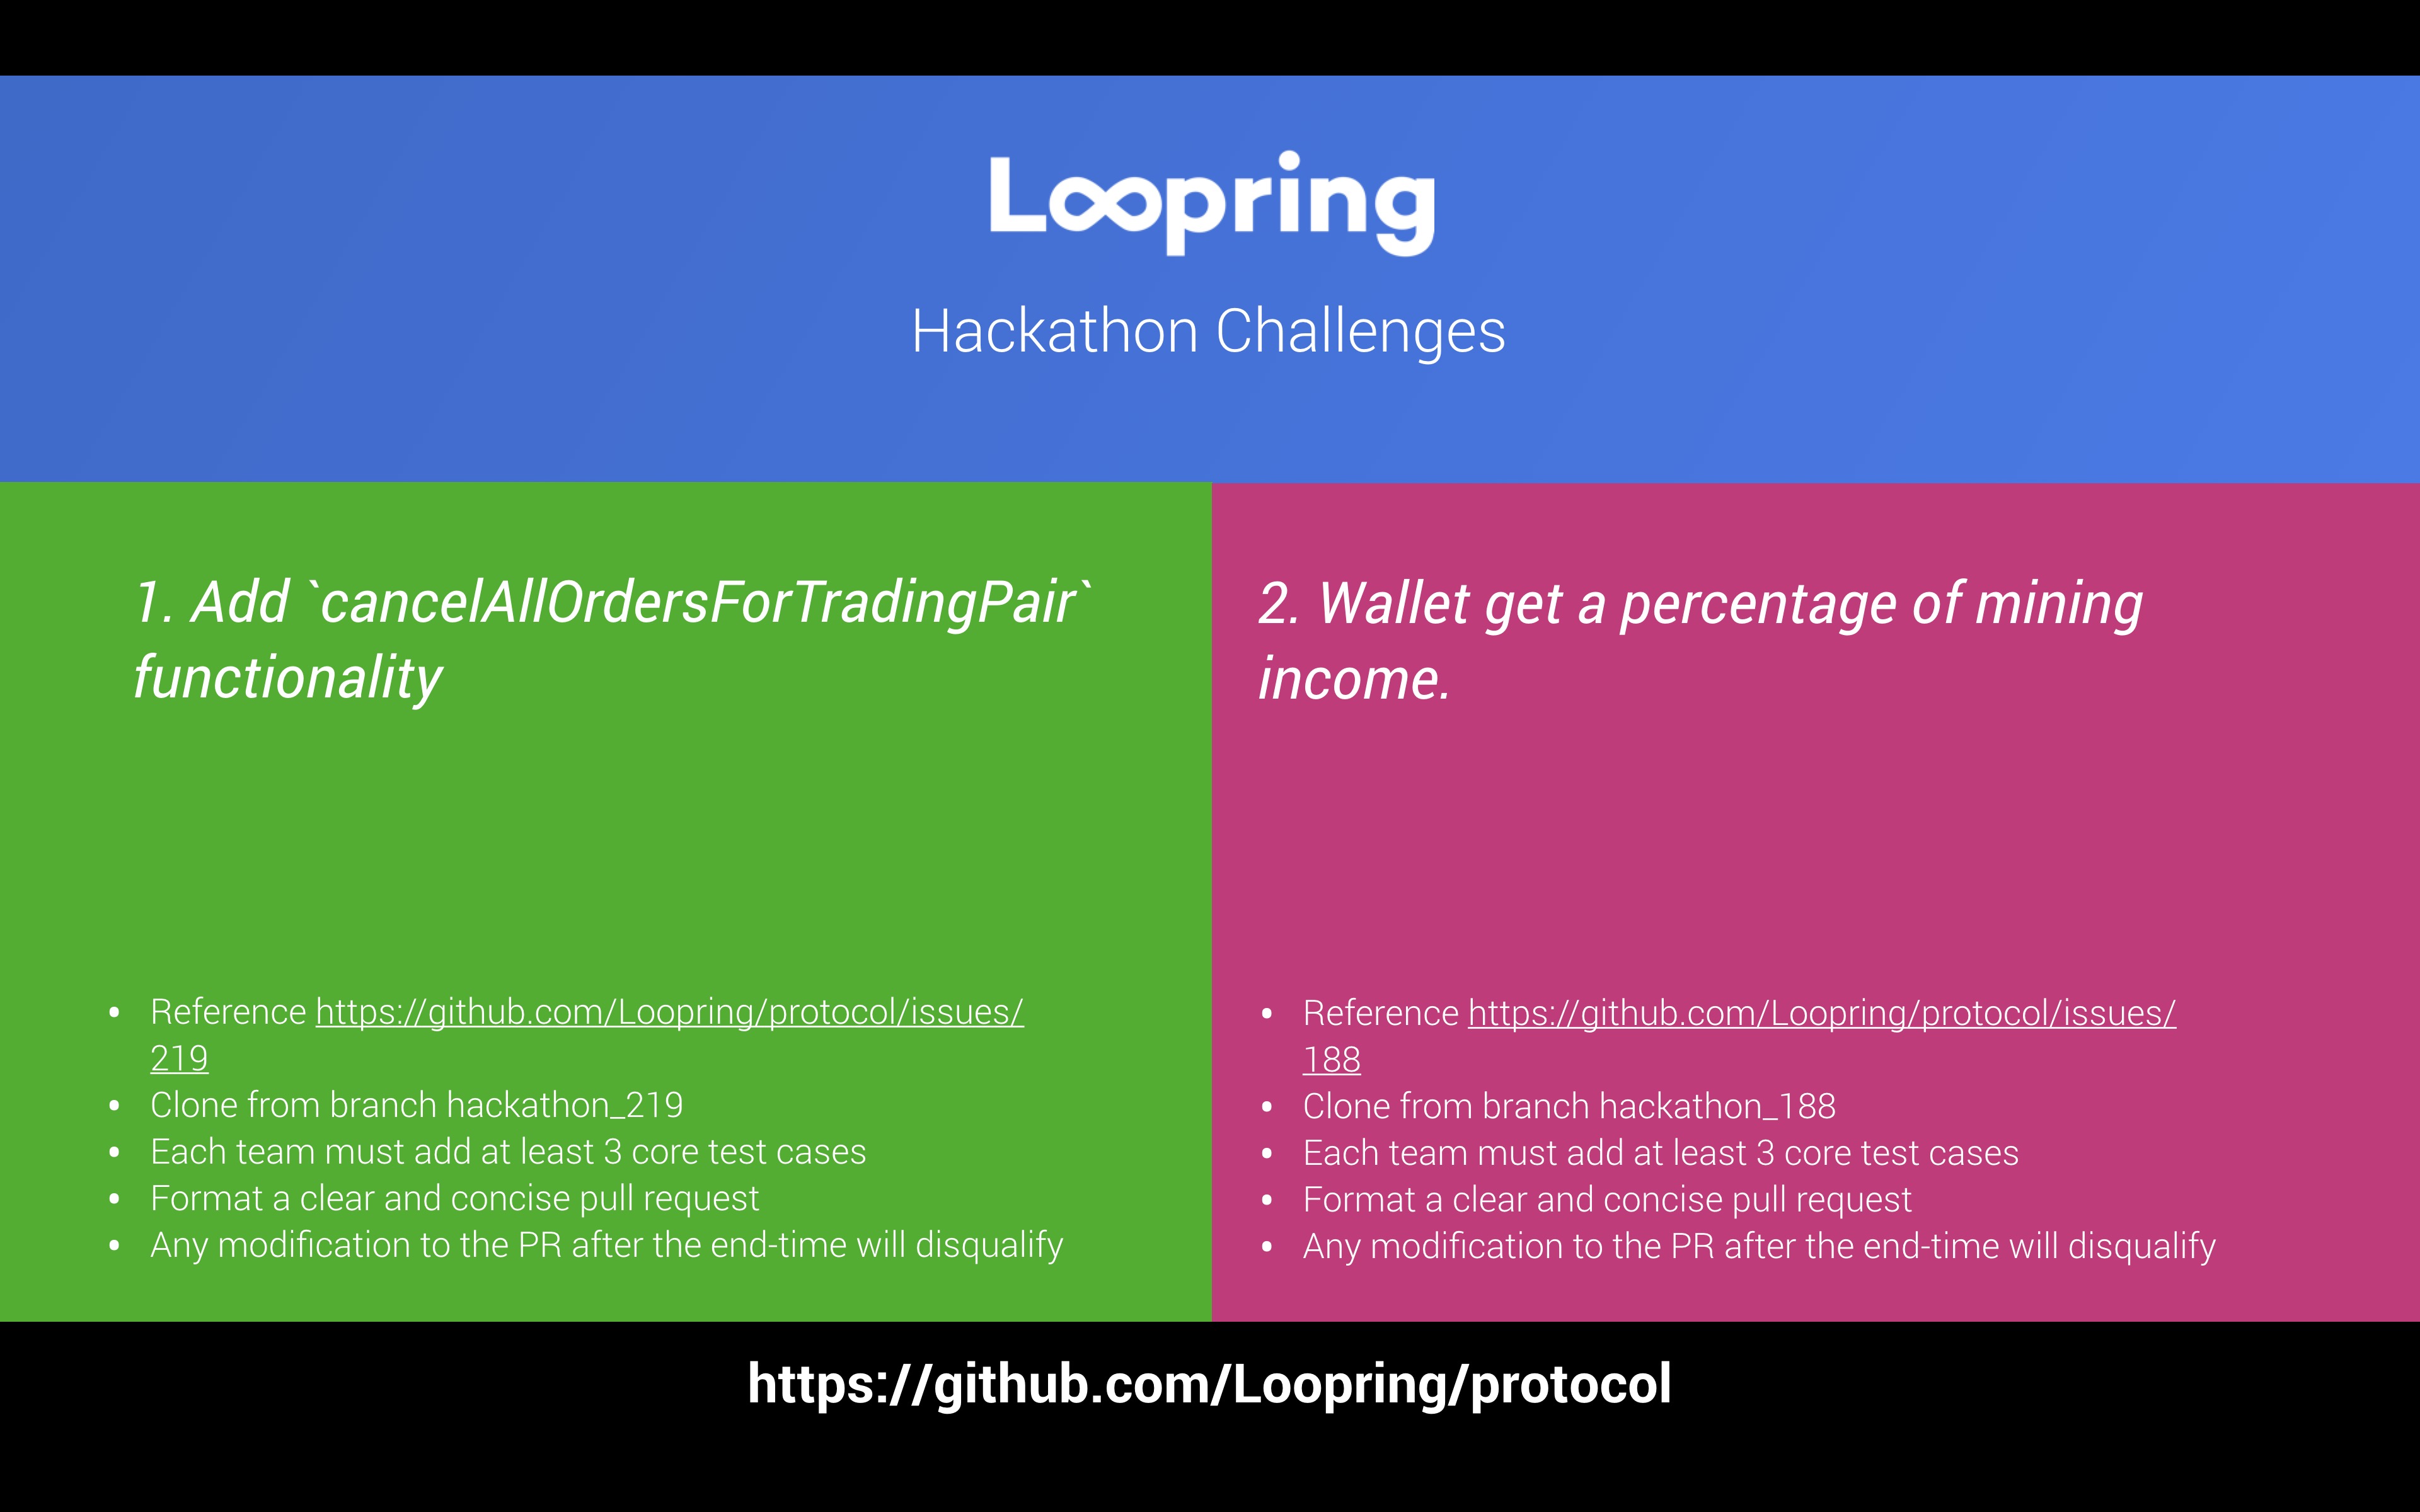 Loopring
Hackathon Challenges
1. Add `cancelAllOrdersForTradingPair`
functionality
• Reference https://github.com/Loopring/protocol/issues/
219
• Clone from branch hackathon_219
• Each team must add at least 3 core test cases
• Format a clear and concise pull request
• Any modification to the PR after the end-time will disqualify
2. Wallet get a percentage of mining
income.
• Reference https://github.com/Loopring/protocol/issues/
188
• Clone from branch hackathon_188
• Each team must add at least 3 core test cases
• Format a clear and concise pull request
• Any modification to the PR after the end-time will disqualify
https://github.com/Loopring/protocol